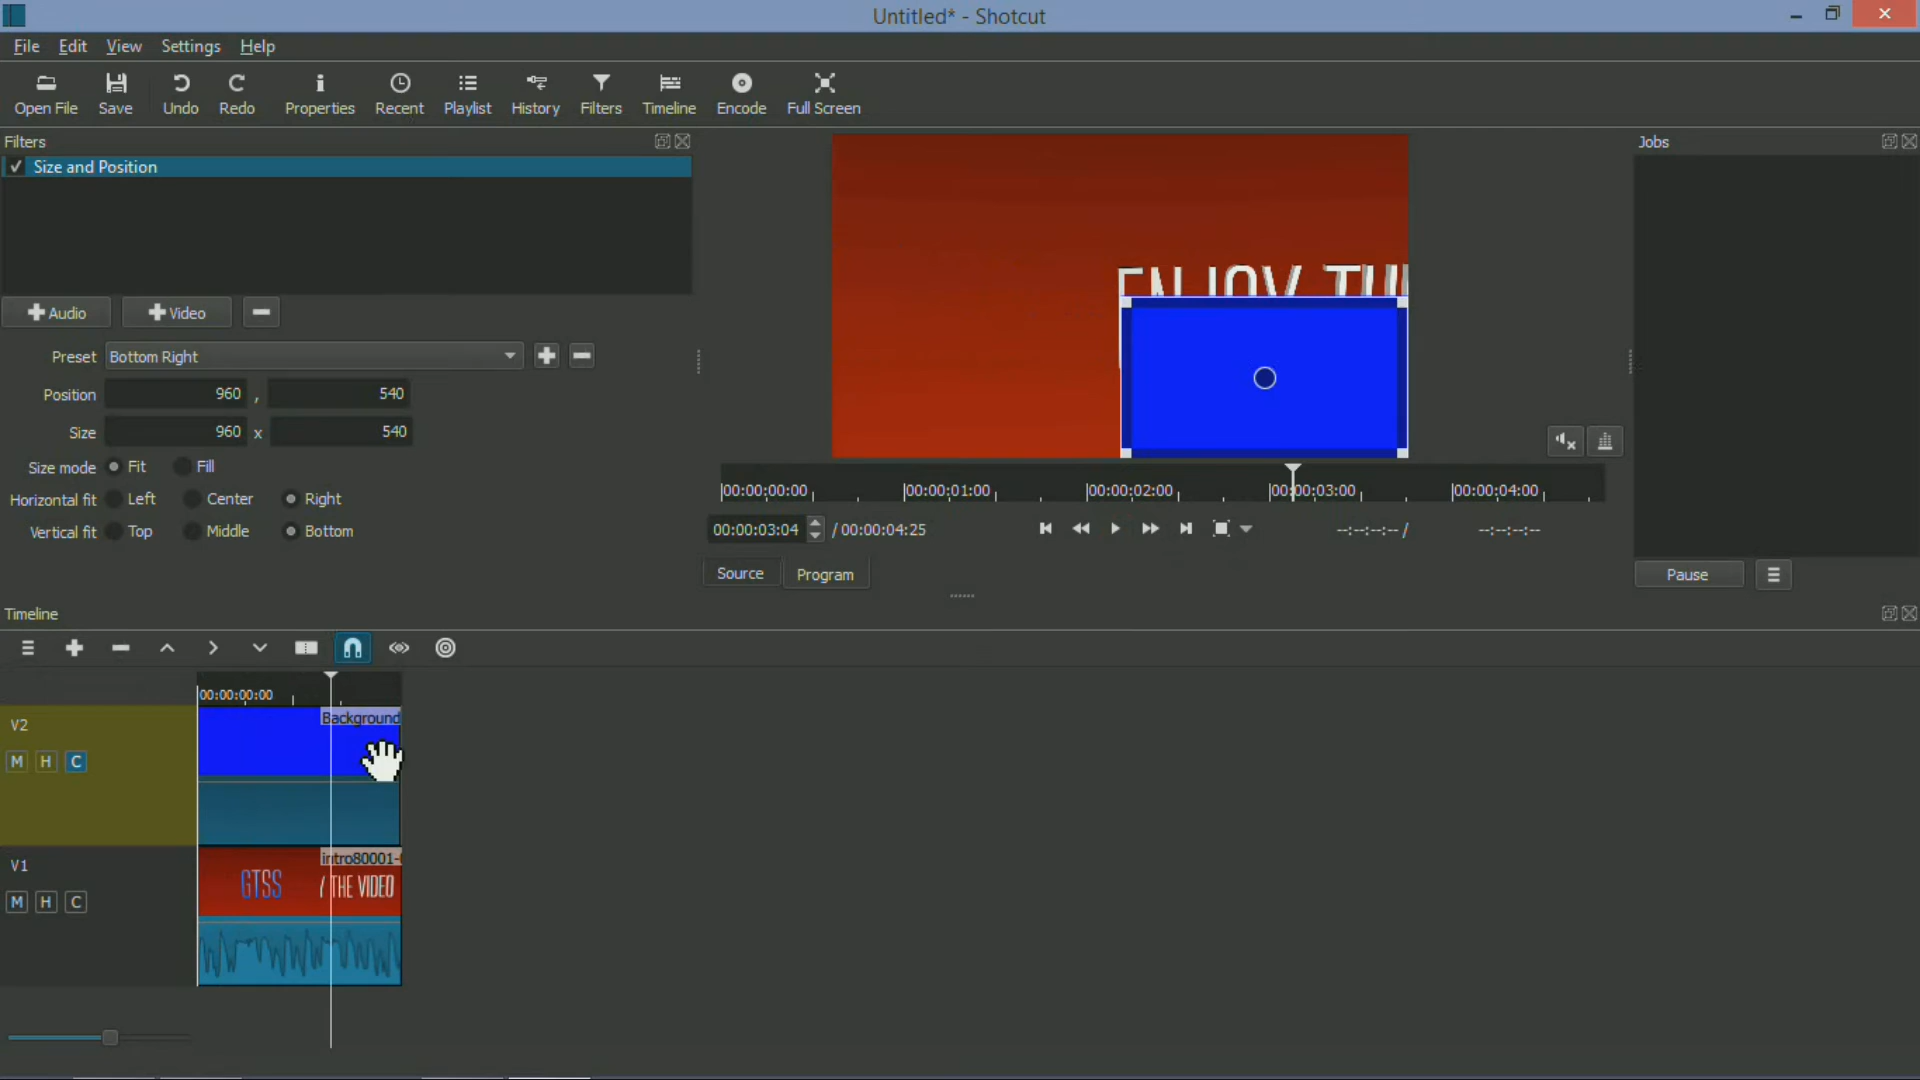 Untitled* - Shotcut
File Edit View Settings Help
Open File Save Undo Redo Properties Recent Playlist History Filters Timeline Encode Full Screen
Filters
Size and Position
Audio Video
Preset Bottom Right
Position 960 , 540
Size 960 x 540
Size mode Fit Fill
Horizontal fit Left Center Right
Vertical fit Top Middle Bottom
ENJOY
00:00:00:00 00:00:01:00 00:00:02:00 00:00:03:00 00:00:04:00
00:00:03:04 / 00:00:04:25 --:--:--:-- / --:--:--:--
Source Program
Jobs
Pause
Timeline
00:00:00:00
V2 Background
M H C
V1 intro80001-
GTSS / THE VIDEO
M H C